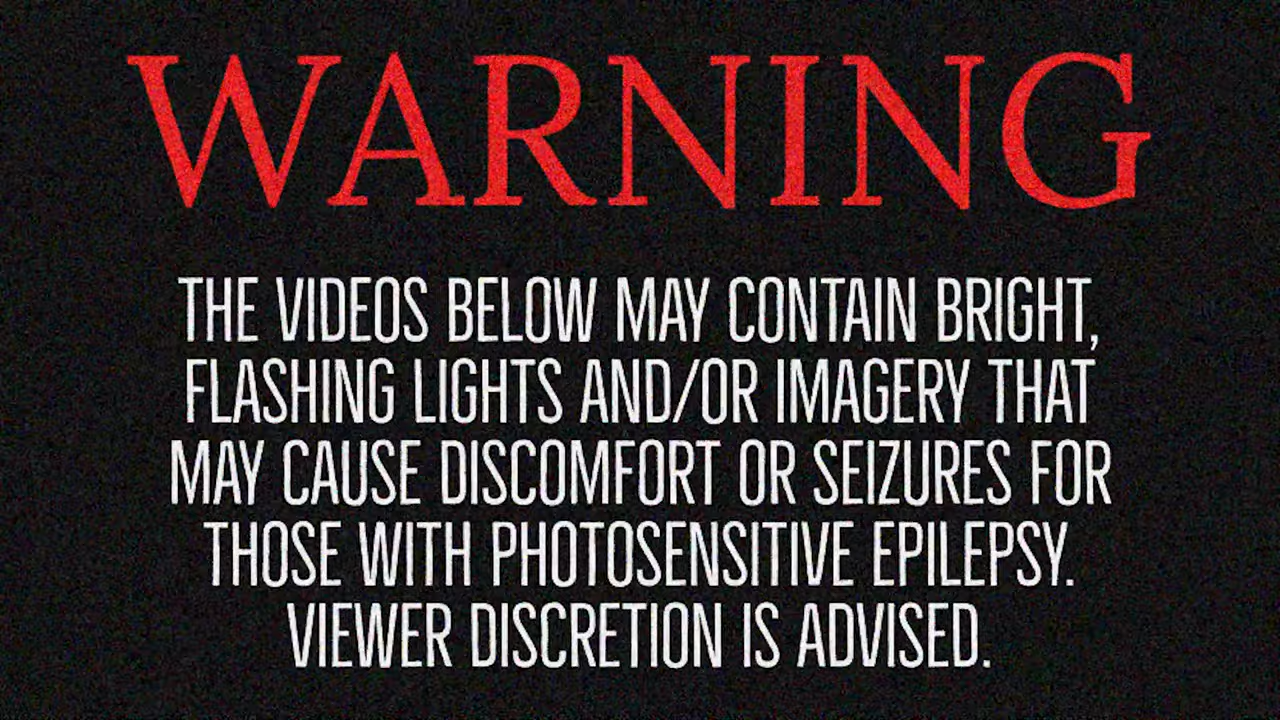 WARNING
THE VIDEOS BELOW MAY CONTAIN BRIGHT,
FLASHING LIGHTS AND/OR IMAGERY THAT
MAY CAUSE DISCOMFORT OR SEIZURES FOR
THOSE WITH PHOTOSENSITIVE EPILEPSY.
VIEWER DISCRETION IS ADVISED.